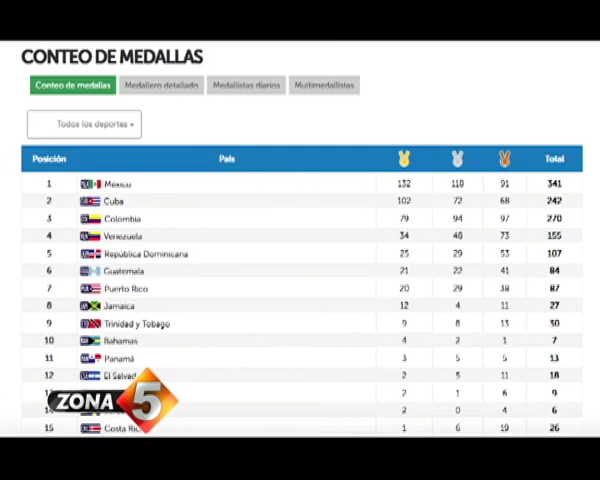 CONTEO DE MEDALLAS
Conteo de medallas Medallero detallado Medallistas diarios Multimedallistas
Todos los deportes
Posición País Total
1 México 132 118 91 341
2 Cuba 102 72 68 242
3 Colombia 79 94 97 270
4 Venezuela 34 48 73 155
5 República Dominicana 25 29 53 107
6 Guatemala 21 22 41 84
7 Puerto Rico 20 29 38 87
8 Jamaica 12 4 11 27
9 Trinidad y Tobago 9 8 13 30
10 Bahamas 4 2 1 7
11 Panamá 3 5 5 13
12 El Salvad 2 5 11 18
2 1 6 9
14 2 0 4 6
15 Costa Ric 1 6 19 26
ZONA 5